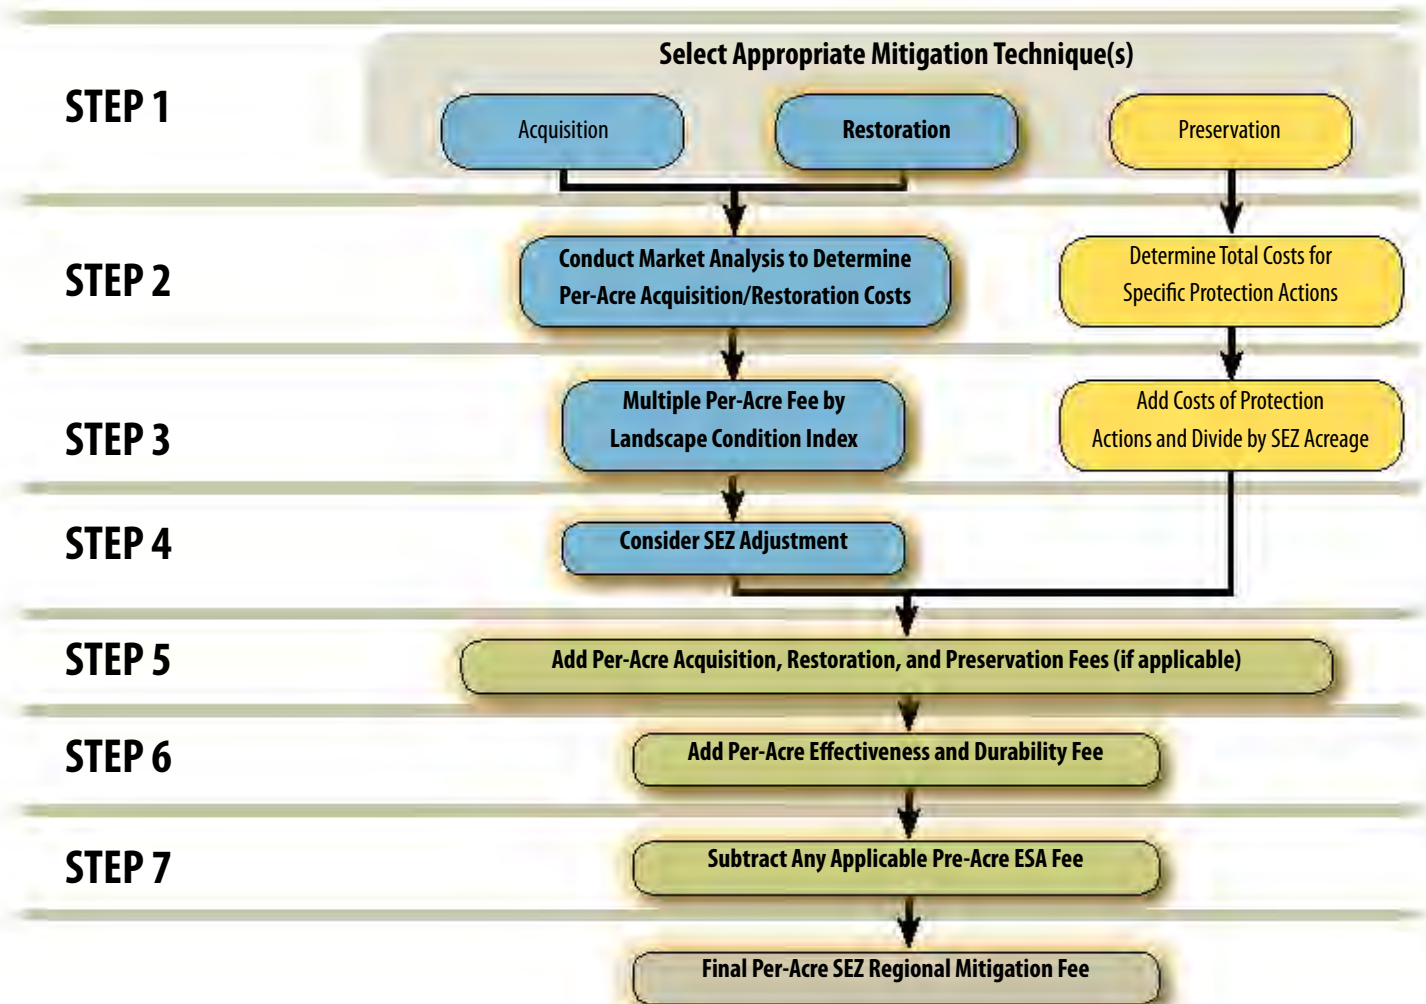 Select Appropriate Mitigation Technique(s)
STEP 1
Acquisition
Restoration
Preservation
STEP 2
Conduct Market Analysis to Determine
Per-Acre Acquisition/Restoration Costs
Determine Total Costs for
Specific Protection Actions
STEP 3
Multiple Per-Acre Fee by
Landscape Condition Index
Add Costs of Protection
Actions and Divide by SEZ Acreage
STEP 4
Consider SEZ Adjustment
STEP 5
Add Per-Acre Acquisition, Restoration, and Preservation Fees (if applicable)
STEP 6
Add Per-Acre Effectiveness and Durability Fee
STEP 7
Subtract Any Applicable Pre-Acre ESA Fee
Final Per-Acre SEZ Regional Mitigation Fee